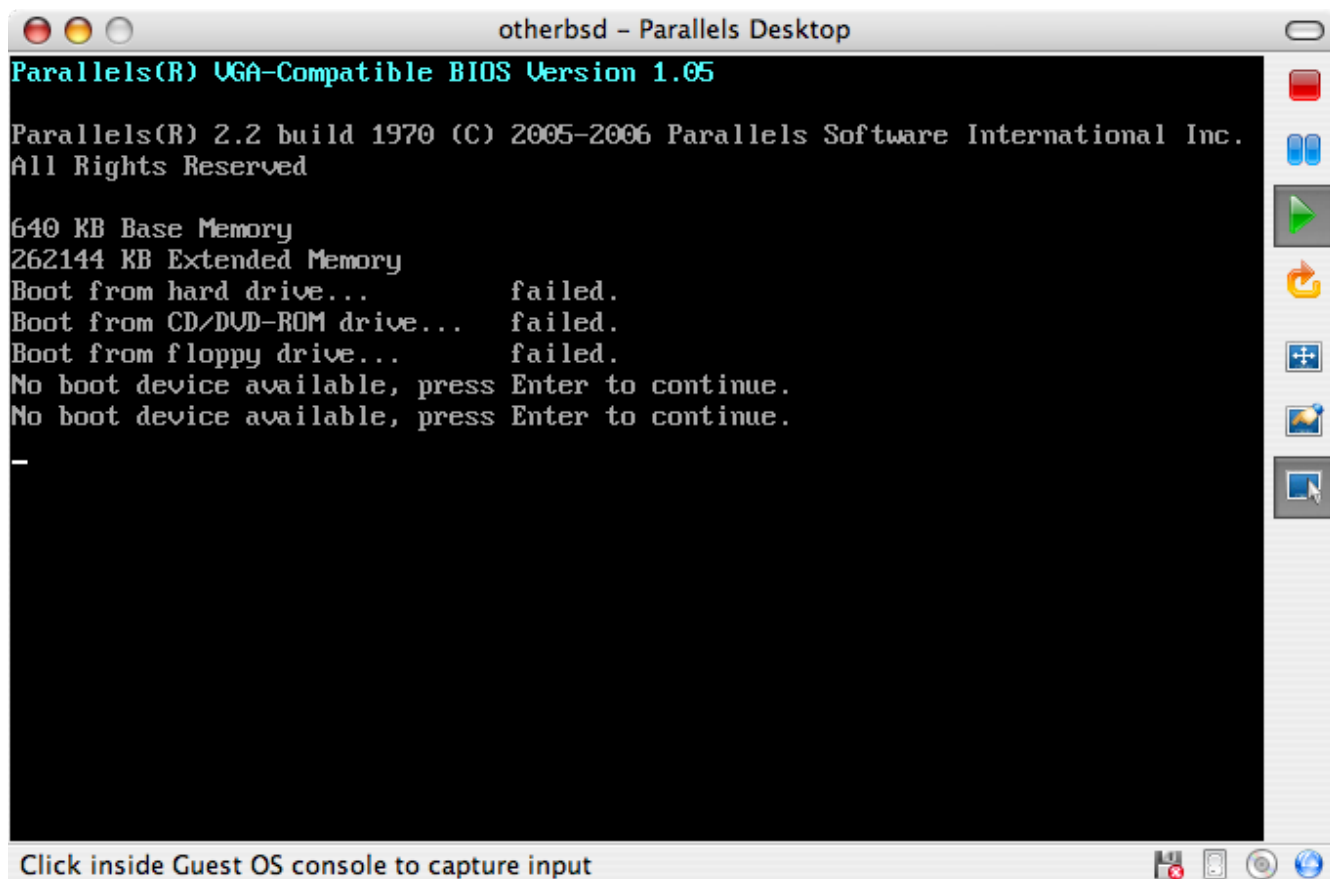 otherbsd – Parallels Desktop
Parallels(R) VGA-Compatible BIOS Version 1.05
Parallels(R) 2.2 build 1970 (C) 2005-2006 Parallels Software International Inc.
All Rights Reserved
640 KB Base Memory
262144 KB Extended Memory
Boot from hard drive... failed.
Boot from CD/DVD-ROM drive... failed.
Boot from floppy drive... failed.
No boot device available, press Enter to continue.
No boot device available, press Enter to continue.
Click inside Guest OS console to capture input